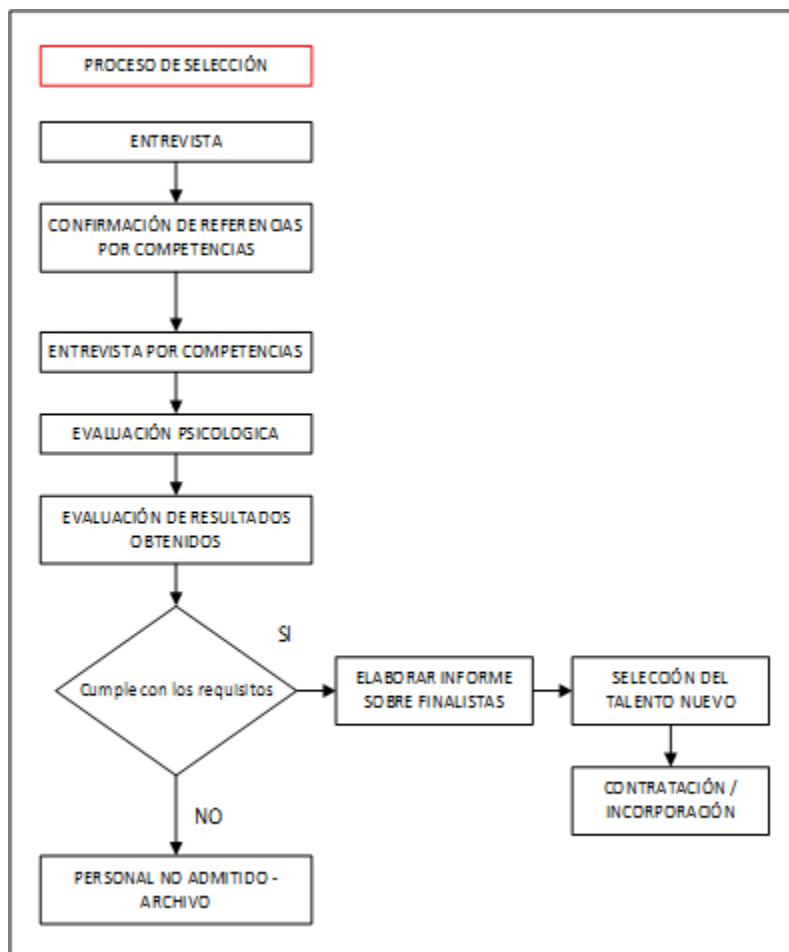 PROCESO DE SELECCIÓN
ENTREVISTA
CONFIRMACIÓN DE REFERENCIAS
POR COMPETENCIAS
ENTREVISTA POR COMPETENCIAS
EVALUACIÓN PSICOLOGICA
EVALUACIÓN DE RESULTADOS
OBTENIDOS
Cumple con los requisitos
SI
ELABORAR INFORME
SOBRE FINALISTAS
SELECCIÓN DEL
TALENTO NUEVO
CONTRATACIÓN /
INCORPORACIÓN
NO
PERSONAL NO ADMITIDO -
ARCHIVO